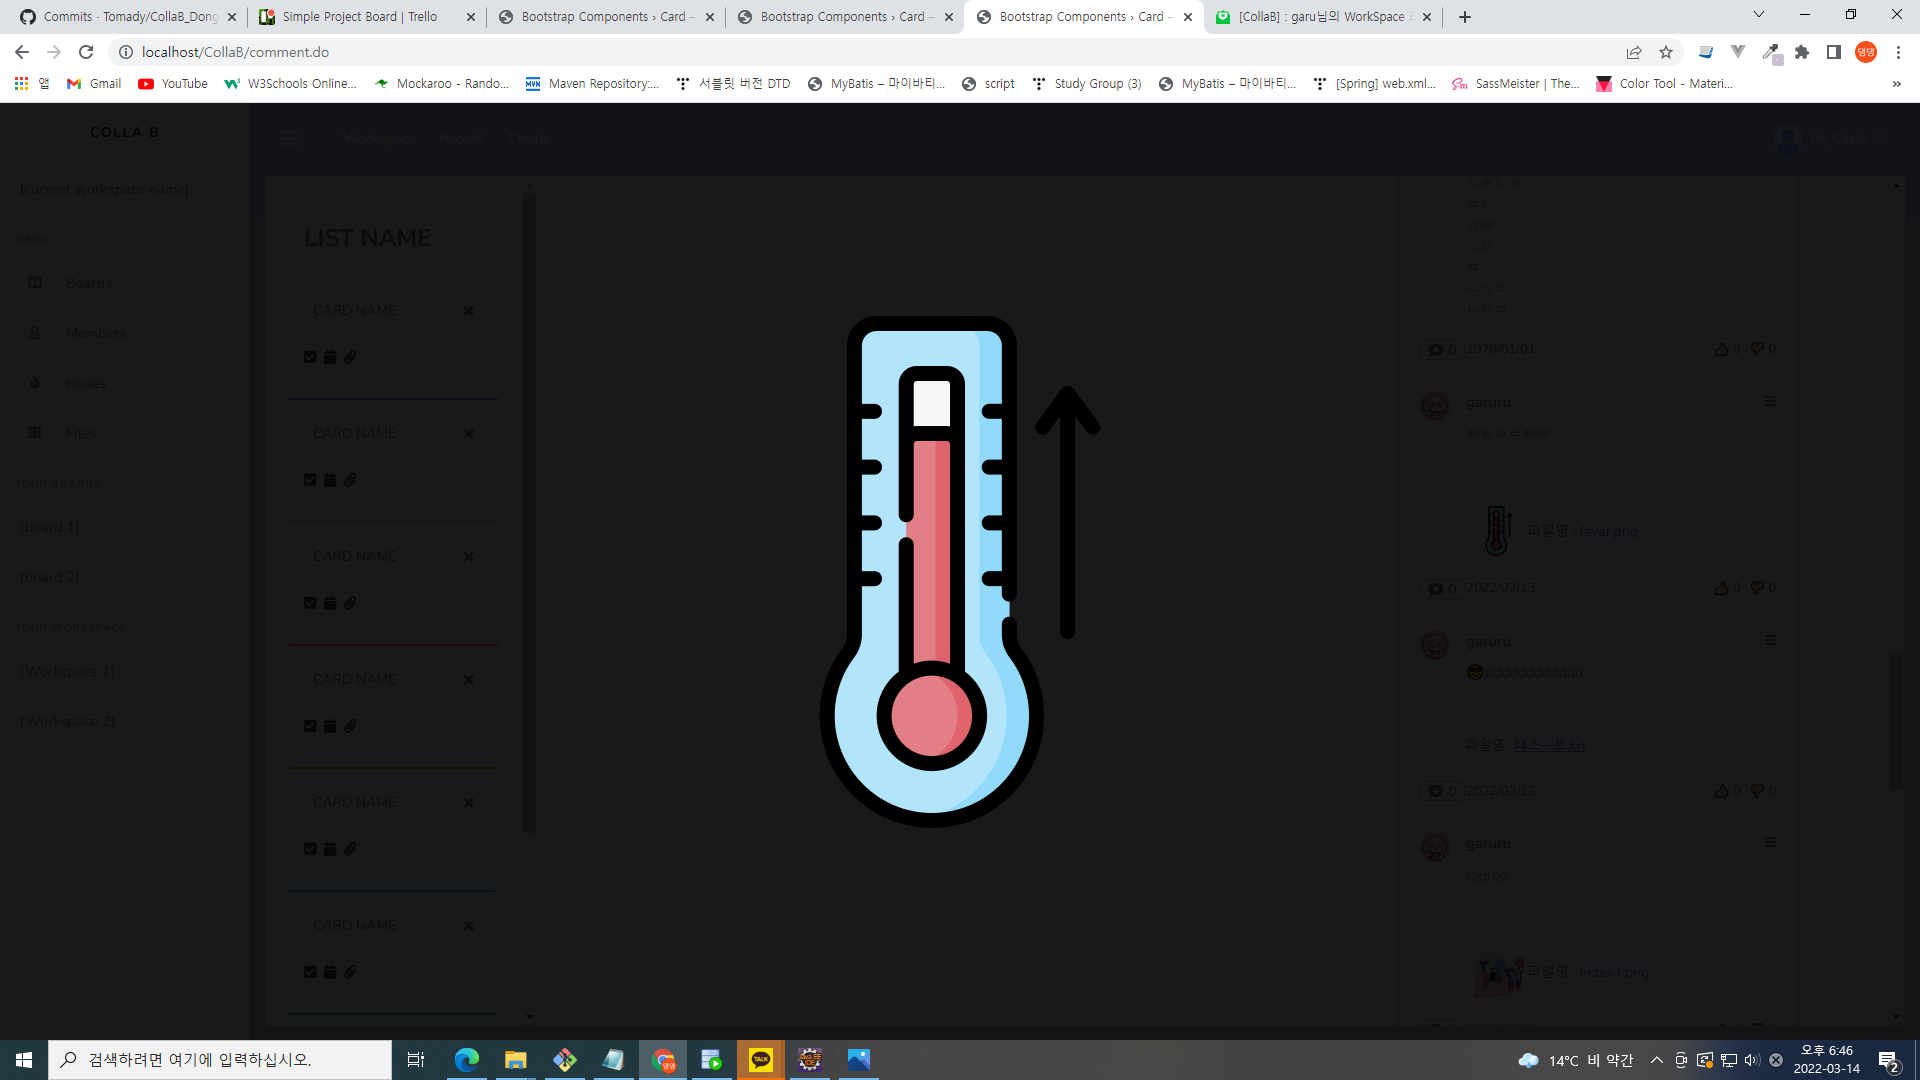 Commits · Tomady/CollaB_Dong
Simple Project Board | Trello
Bootstrap Components › Card –
Bootstrap Components › Card –
Bootstrap Components › Card –
[CollaB] : garu님의 WorkSpace
localhost/CollaB/comment.do
댕댕
앱
Gmail
YouTube
W3Schools Online...
Mockaroo - Rando...
Maven Repository:...
서블릿 버전 DTD
MyBatis – 마이바티...
script
Study Group (3)
MyBatis – 마이바티...
[Spring] web.xml...
SassMeister | The...
Color Tool - Materi...
COLLA B
Workspace
Recent
Create
Hi, Circle
[current workspace name]
MENU
Boards
Members
Issues
Files
YOUR BOARDS
[board 1]
[board 2]
YOUR WORKSPACE
[Workspace 1]
[Workspace 2]
LIST NAME
CARD NAME
CARD NAME
CARD NAME
CARD NAME
CARD NAME
CARD NAME
0 1970/01/01 0 0
garuru
파일명 : fever.png
0 2022/03/13 0 0
garuru
😎dddddddddddd
파일명 : 테스트.txt
0 2022/03/13 0 0
garuru
fggfgg
파일명 : index4.png
검색하려면 여기에 입력하십시오.
TALK
14°C 비 약간
오후 6:46
2022-03-14
2